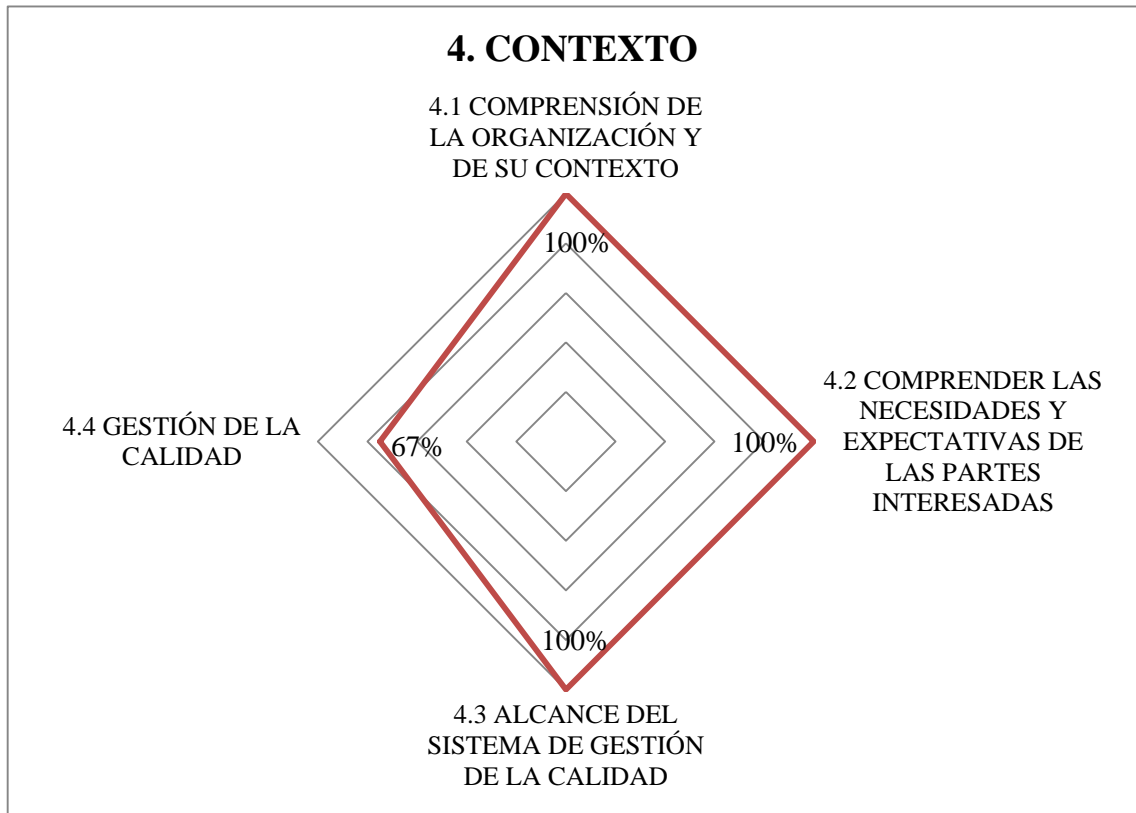 4. CONTEXTO
4.1 COMPRENSIÓN DE
LA ORGANIZACIÓN Y
DE SU CONTEXTO
100%
4.2 COMPRENDER LAS
NECESIDADES Y
EXPECTATIVAS DE
LAS PARTES
INTERESADAS
100%
4.4 GESTIÓN DE LA
CALIDAD
67%
100%
4.3 ALCANCE DEL
SISTEMA DE GESTIÓN
DE LA CALIDAD